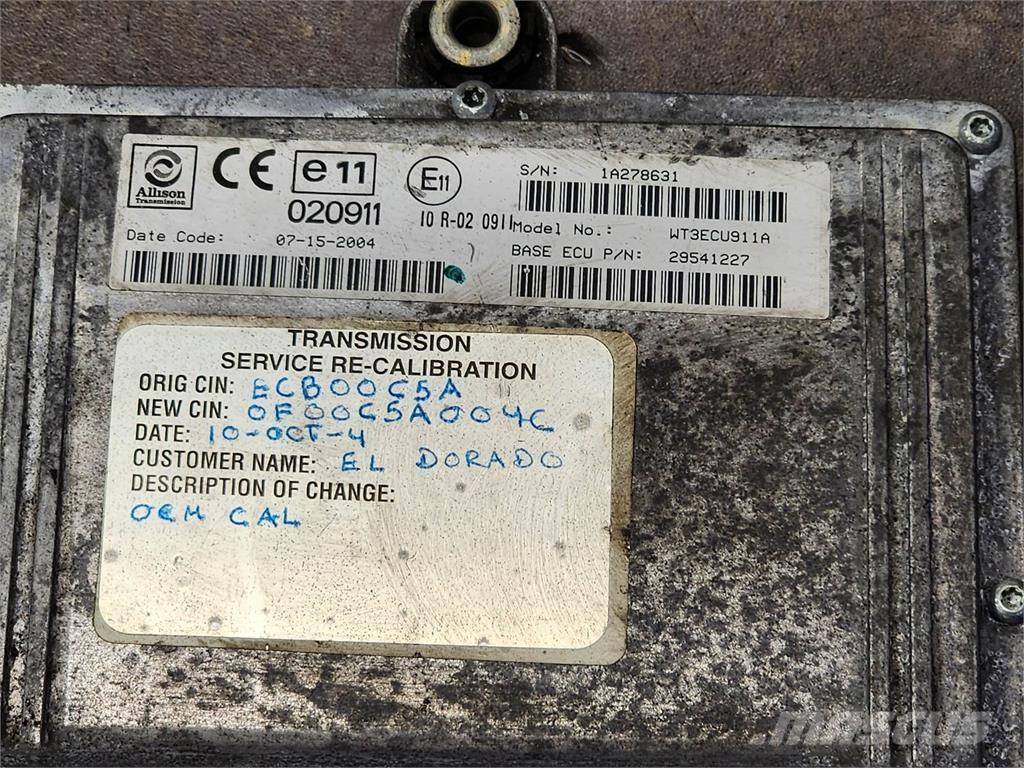 Allison
Transmission
CE
e11
020911
E11
10 R-02 0911
S/N: 1A278631
Model No.: WT3ECU911A
BASE ECU P/N: 29541227
Date Code: 07-15-2004
TRANSMISSION
SERVICE RE-CALIBRATION
ORIG CIN: ECB00C5A
NEW CIN: 0F00C5A004C
DATE: 10-OCT-4
CUSTOMER NAME: EL DORADO
DESCRIPTION OF CHANGE:
OEM CAL
MASCUS